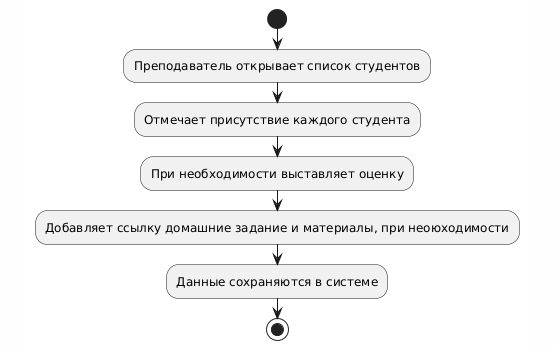 Преподаватель открывает список студентов
Отмечает присутствие каждого студента
При необходимости выставляет оценку
Добавляет ссылку домашние задание и материалы, при неоюходимости
Данные сохраняются в системе